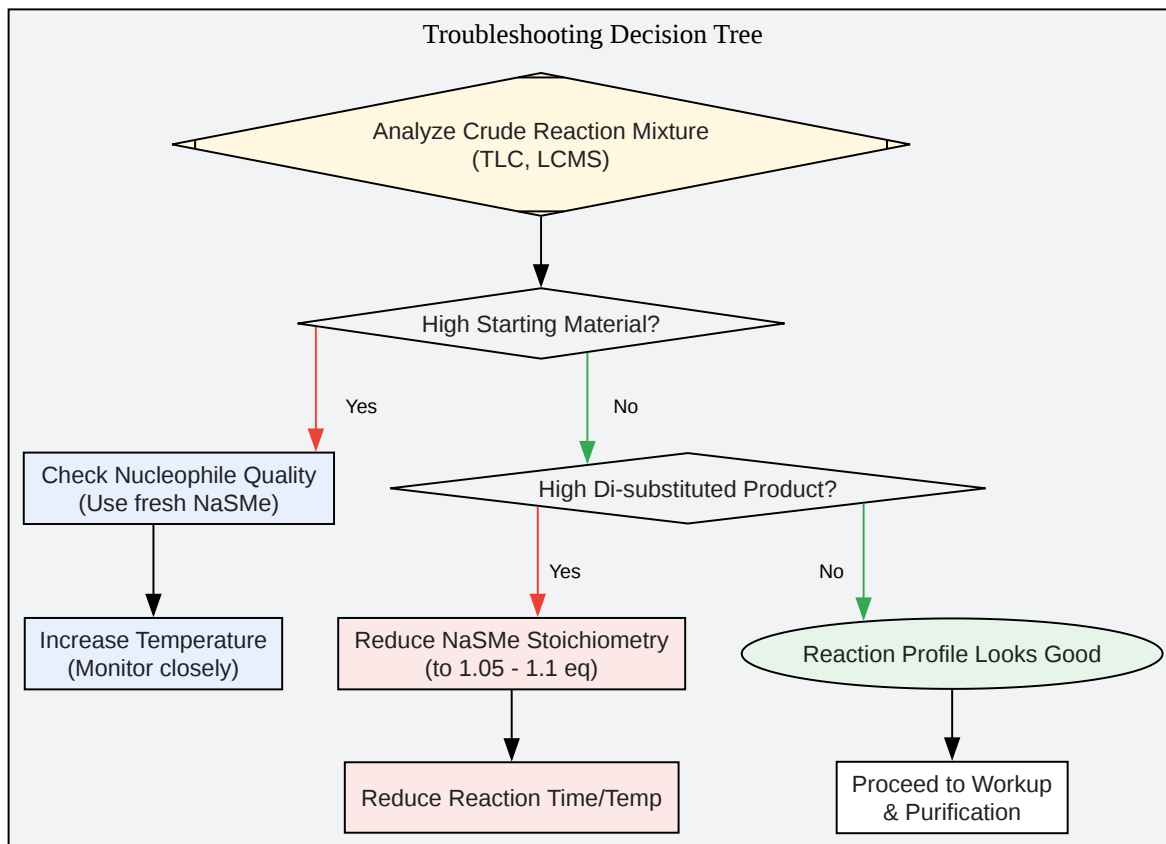 Troubleshooting Decision Tree
Analyze Crude Reaction Mixture
(TLC, LCMS)
High Starting Material?
Yes
No
Check Nucleophile Quality
(Use fresh NaSMe)
High Di-substituted Product?
Yes
No
Increase Temperature
(Monitor closely)
Reduce NaSMe Stoichiometry
(to 1.05 - 1.1 eq)
Reaction Profile Looks Good
Reduce Reaction Time/Temp
Proceed to Workup
& Purification